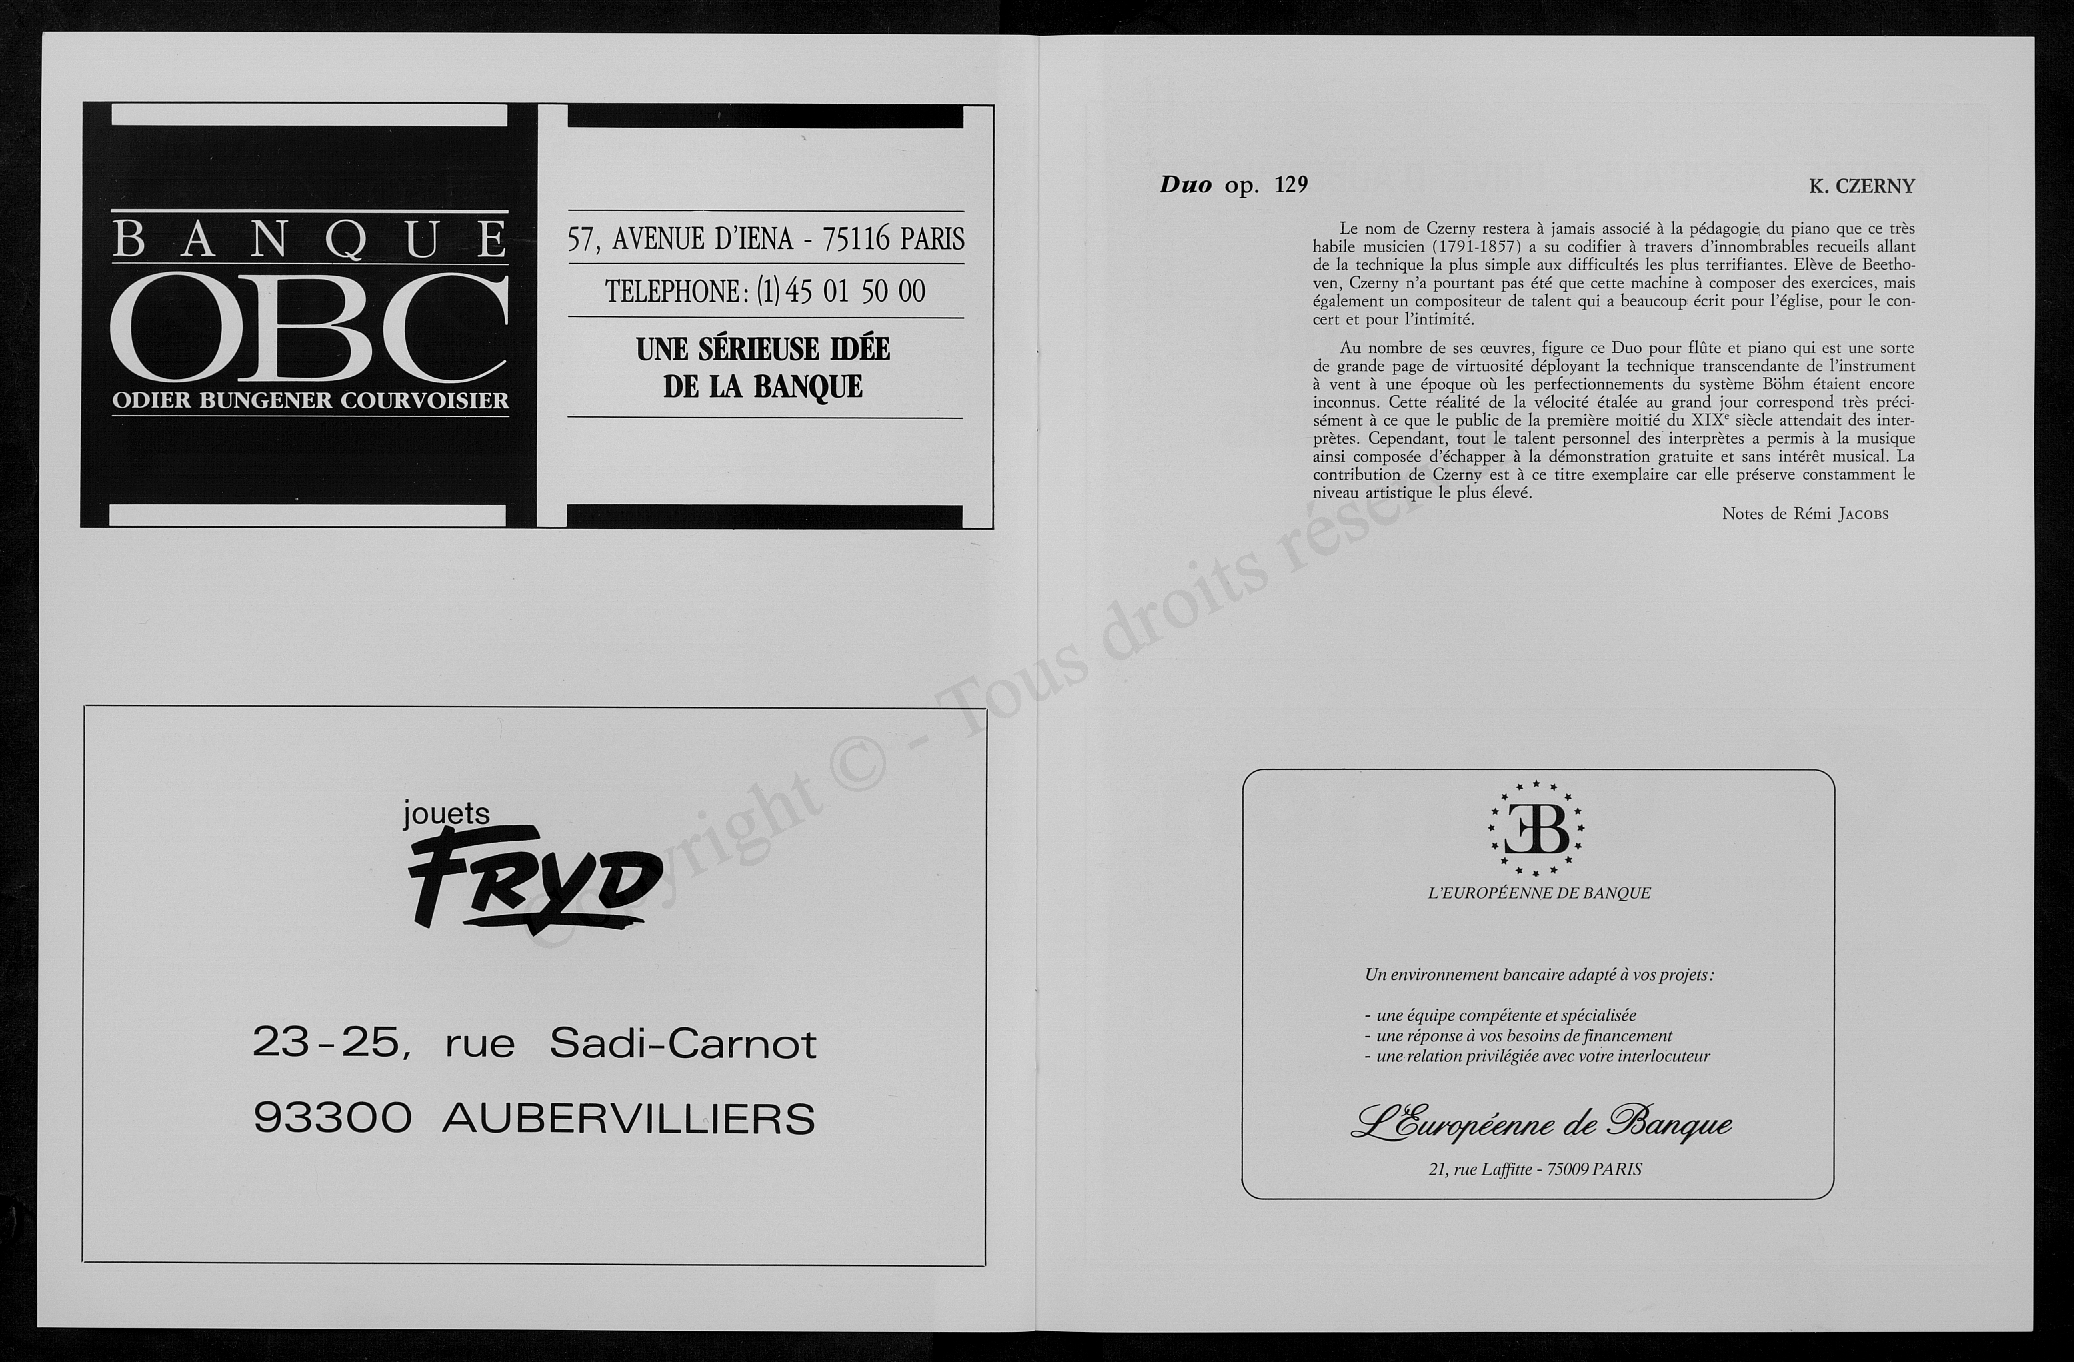 BANQUE
OBC
ODIER BUNGENER COURVOISIER
57, AVENUE D'IENA - 75116 PARIS
TELEPHONE: (1) 45 01 50 00
UNE SÉRIEUSE IDÉE
DE LA BANQUE
jouets
FRYD
23-25, rue Sadi-Carnot
93300 AUBERVILLIERS
Duo op. 129 K. CZERNY
Le nom de Czerny restera à jamais associé à la pédagogie du piano que ce très
habile musicien (1791-1857) a su codifier à travers d'innombrables recueils allant
de la technique la plus simple aux difficultés les plus terrifiantes. Elève de Beetho-
ven, Czerny n'a pourtant pas été que cette machine à composer des exercices, mais
également un compositeur de talent qui a beaucoup écrit pour l'église, pour le con-
cert et pour l'intimité.
Au nombre de ses œuvres, figure ce Duo pour flûte et piano qui est une sorte
de grande page de virtuosité déployant la technique transcendante de l'instrument
à vent à une époque où les perfectionnements du système Böhm étaient encore
inconnus. Cette réalité de la vélocité étalée au grand jour correspond très préci-
sément à ce que le public de la première moitié du XIXe siècle attendait des inter-
prètes. Cependant, tout le talent personnel des interprètes a permis à la musique
ainsi composée d'échapper à la démonstration gratuite et sans intérêt musical. La
contribution de Czerny est à ce titre exemplaire car elle préserve constamment le
niveau artistique le plus élevé.
Notes de Rémi JACOBS
EB
L'EUROPÉENNE DE BANQUE
Un environnement bancaire adapté à vos projets:
- une équipe compétente et spécialisée
- une réponse à vos besoins de financement
- une relation privilégiée avec votre interlocuteur
L'Européenne de Banque
21, rue Laffitte - 75009 PARIS
Copyright © - Tous droits réservés